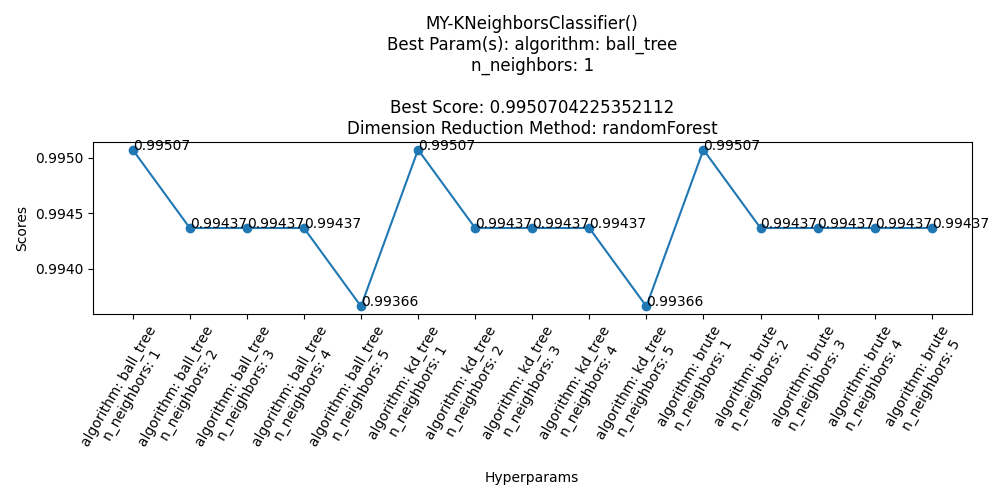 MY-KNeighborsClassifier()
Best Param(s): algorithm: ball_tree
n_neighbors: 1
Best Score: 0.9950704225352112
Dimension Reduction Method: randomForest
0.9950
0.9945
0.9940
Scores
0.99507
0.99437
0.99437
0.99437
0.99366
0.99507
0.99437
0.99437
0.99437
0.99366
0.99507
0.99437
0.99437
0.99437
0.99437
algorithm: ball_tree
n_neighbors: 1
algorithm: ball_tree
n_neighbors: 2
algorithm: ball_tree
n_neighbors: 3
algorithm: ball_tree
n_neighbors: 4
algorithm: ball_tree
n_neighbors: 5
algorithm: kd_tree
n_neighbors: 1
algorithm: kd_tree
n_neighbors: 2
algorithm: kd_tree
n_neighbors: 3
algorithm: kd_tree
n_neighbors: 4
algorithm: kd_tree
n_neighbors: 5
algorithm: brute
n_neighbors: 1
algorithm: brute
n_neighbors: 2
algorithm: brute
n_neighbors: 3
algorithm: brute
n_neighbors: 4
algorithm: brute
n_neighbors: 5
Hyperparams